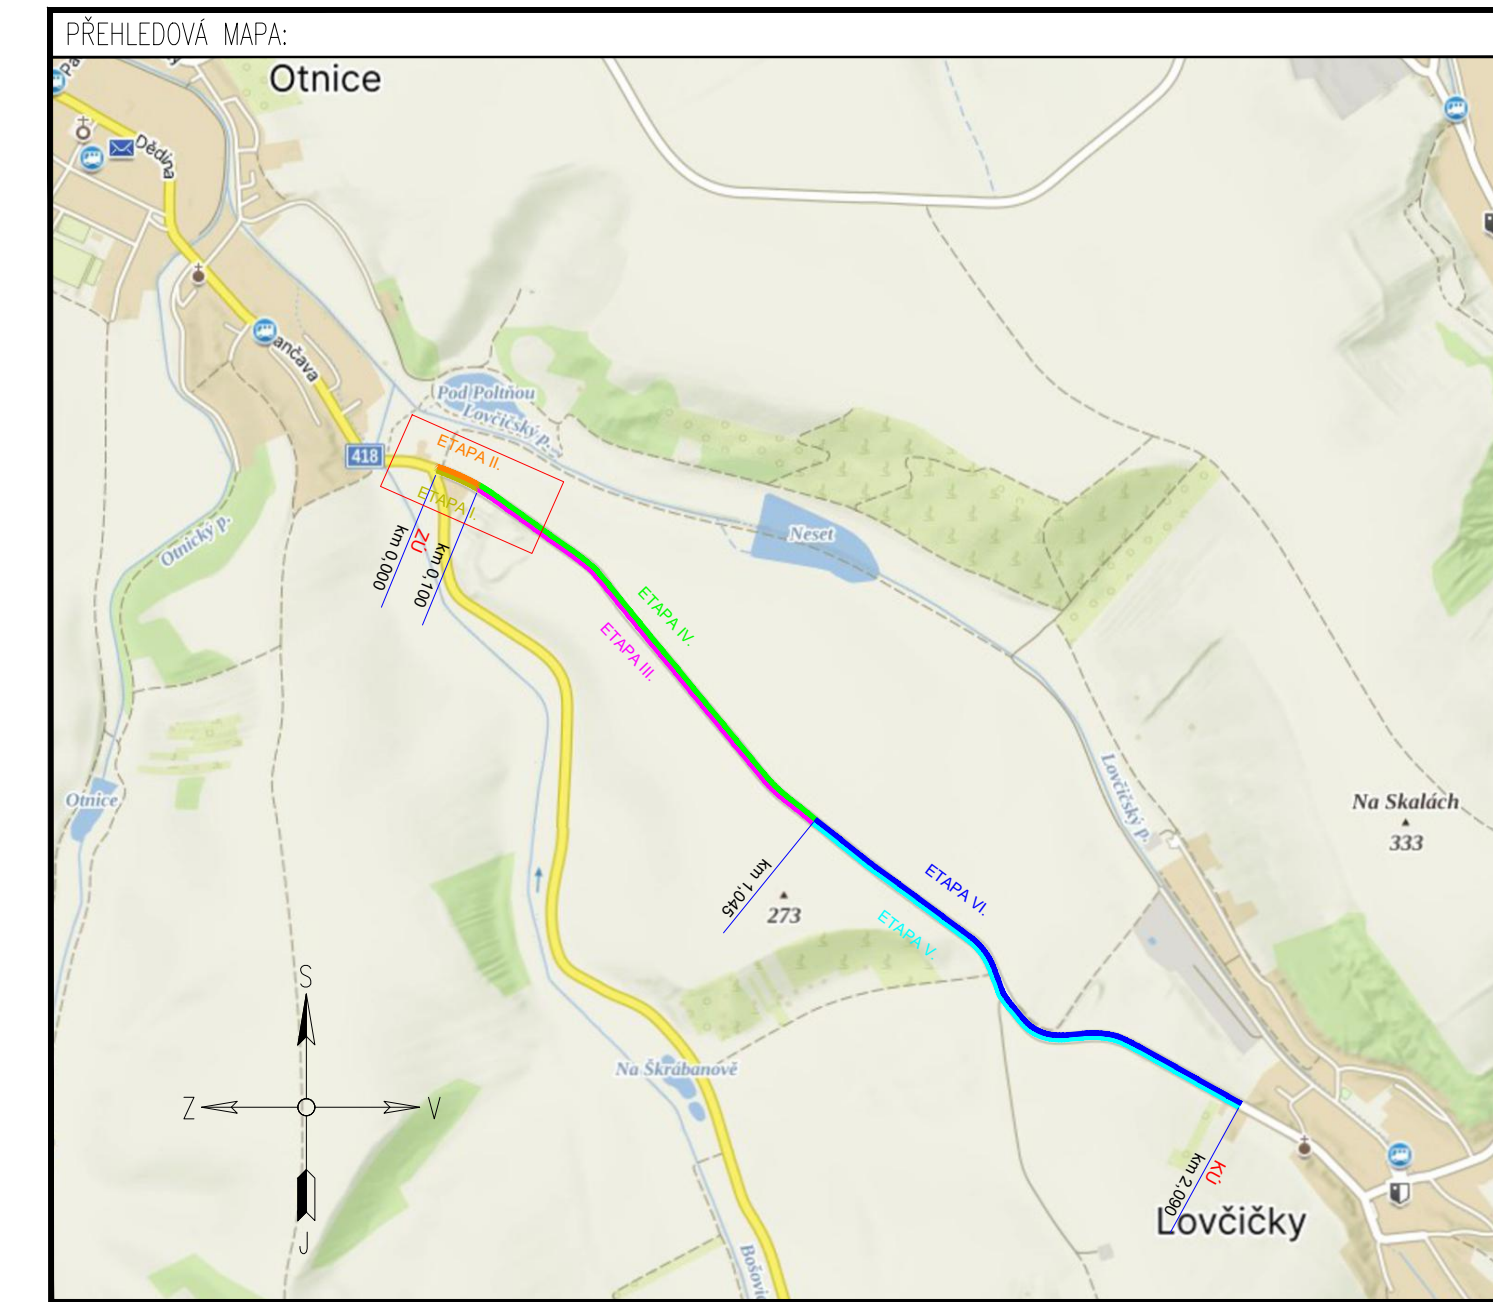 PŘEHLEDOVÁ MAPA:
Otnice
Dědina
ančava
418
Pod Poltňou
Lovčičský p.
ETAPA II.
ETAPA I.
km 0,000
ZÚ
km 0,100
Otnický p.
Neset
ETAPA IV.
ETAPA III.
Otnice
Lovčičský p.
Na Skalách
333
km 1,045
273
ETAPA VI.
ETAPA V.
S
Z
V
J
Na Škrábanově
KÚ
km 2,090
Lovčičky